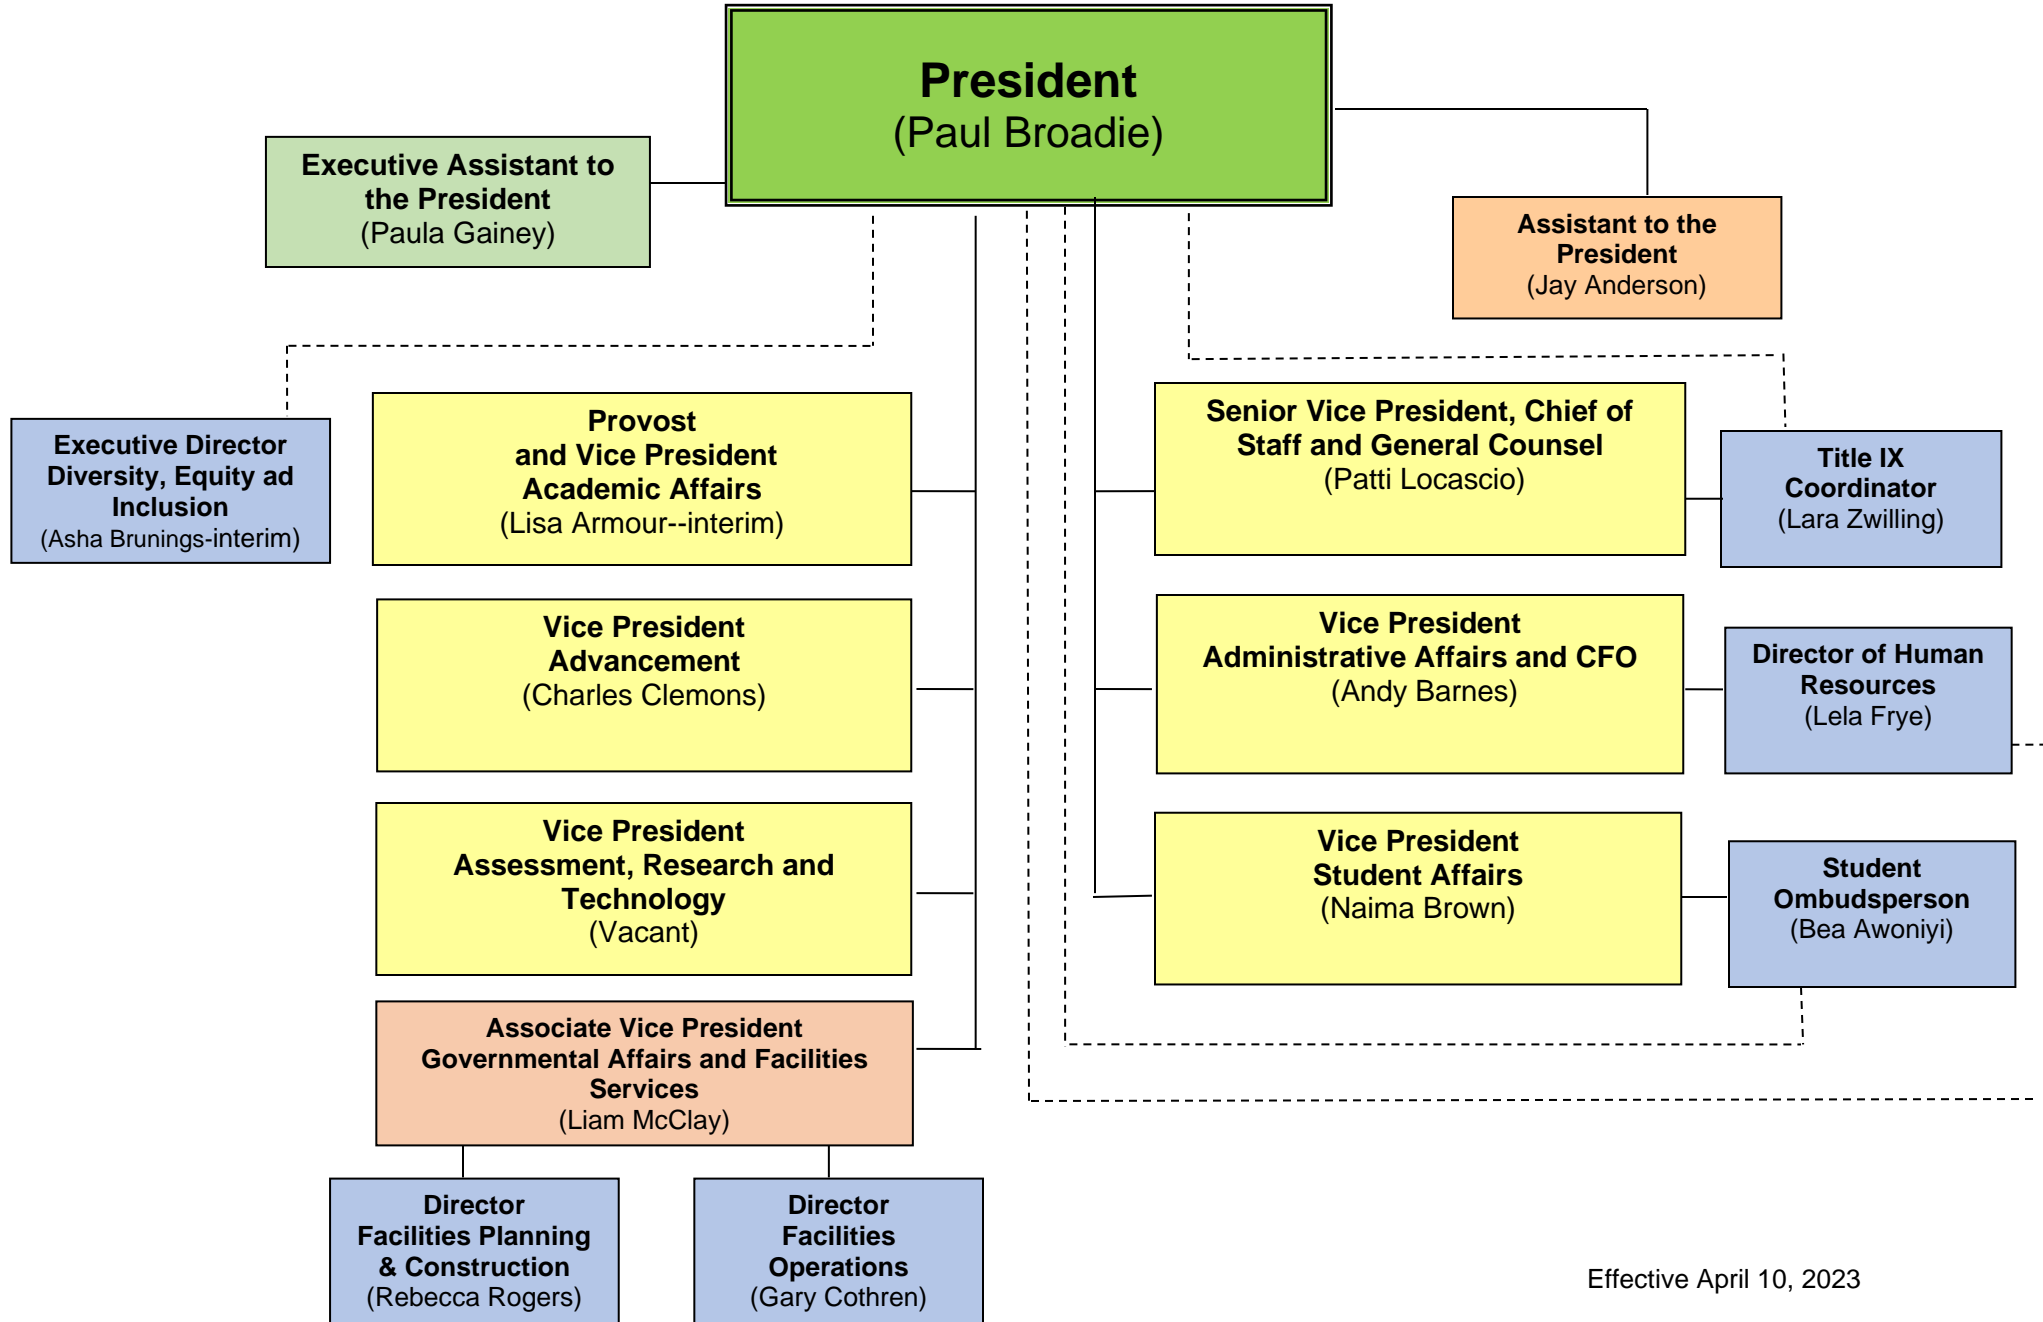 President
(Paul Broadie)
Executive Assistant to
the President
(Paula Gainey)
Assistant to the
President
(Jay Anderson)
Executive Director
Diversity, Equity ad
Inclusion
(Asha Brunings-interim)
Provost
and Vice President
Academic Affairs
(Lisa Armour--interim)
Senior Vice President, Chief of
Staff and General Counsel
(Patti Locascio)
Title IX
Coordinator
(Lara Zwilling)
Vice President
Advancement
(Charles Clemons)
Vice President
Administrative Affairs and CFO
(Andy Barnes)
Director of Human
Resources
(Lela Frye)
Vice President
Assessment, Research and
Technology
(Vacant)
Vice President
Student Affairs
(Naima Brown)
Student
Ombudsperson
(Bea Awoniyi)
Associate Vice President
Governmental Affairs and Facilities
Services
(Liam McClay)
Director
Facilities Planning
& Construction
(Rebecca Rogers)
Director
Facilities
Operations
(Gary Cothren)
Effective April 10, 2023